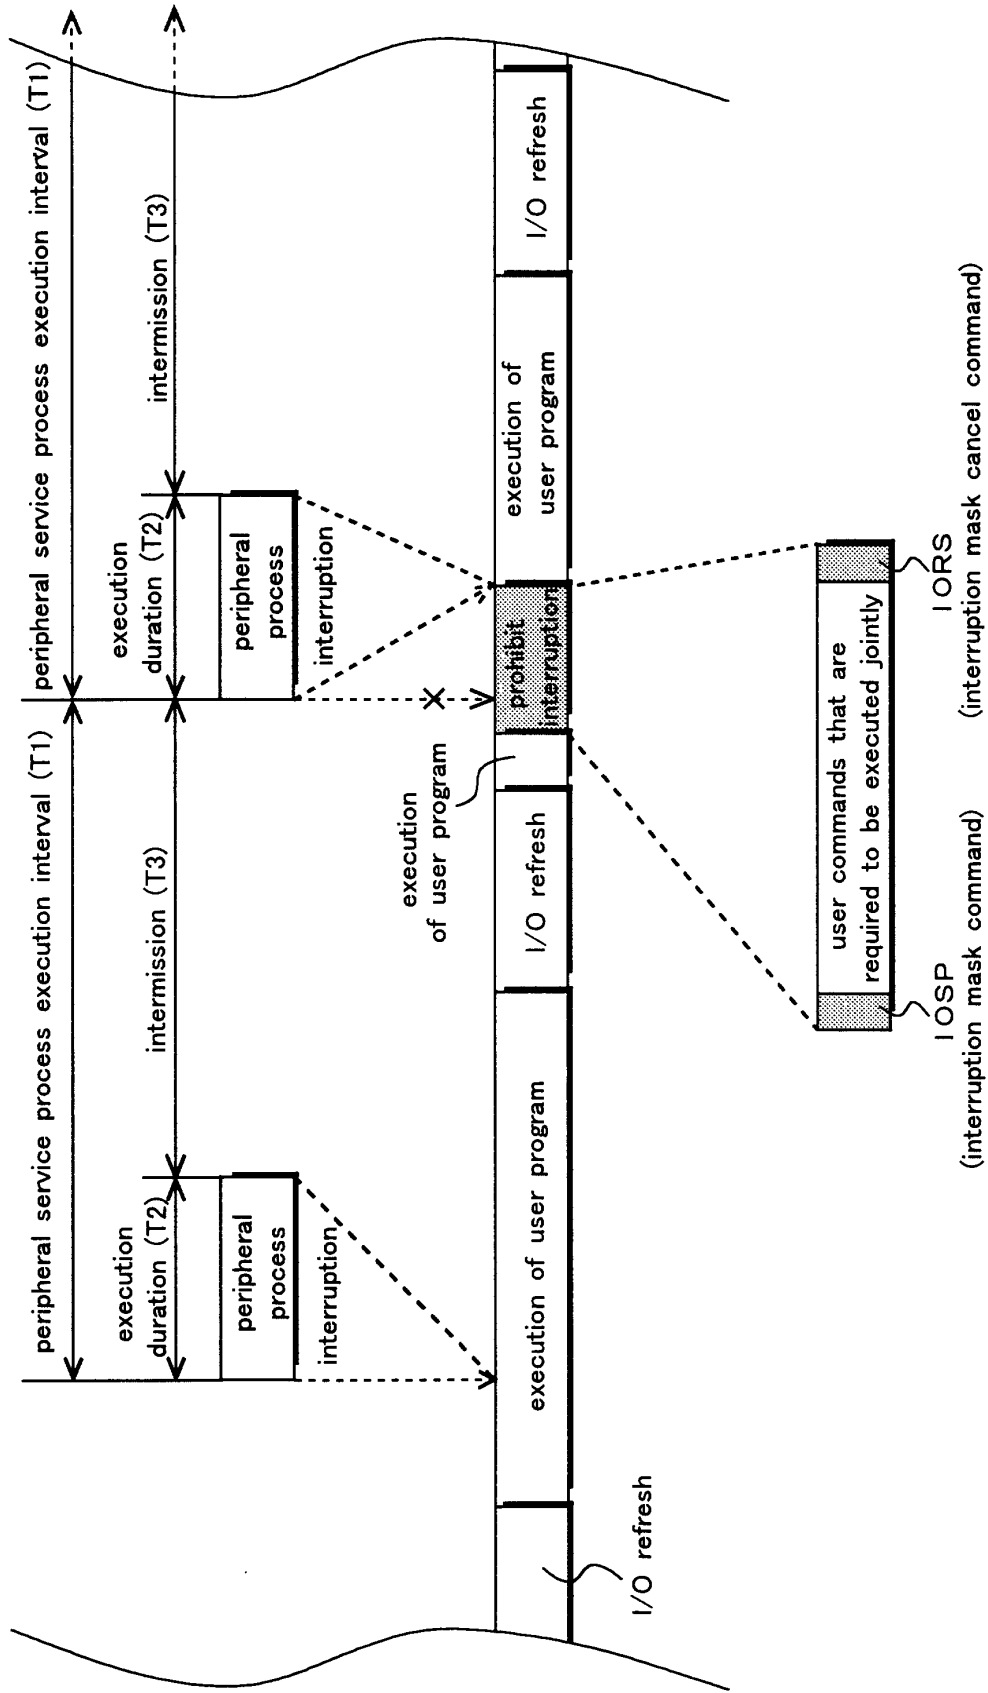 peripheral service process execution interval (T1)
peripheral service process execution interval (T1)
execution
duration (T2)
intermission (T3)
execution
duration (T2)
intermission (T3)
peripheral
process
peripheral
process
interruption
interruption
execution
of user program
I/O refresh
execution of user program
I/O refresh
prohibit
interruption
execution of
user program
I/O refresh
user commands that are
required to be executed jointly
IOSP
(interruption mask command)
IORS
(interruption mask cancel command)